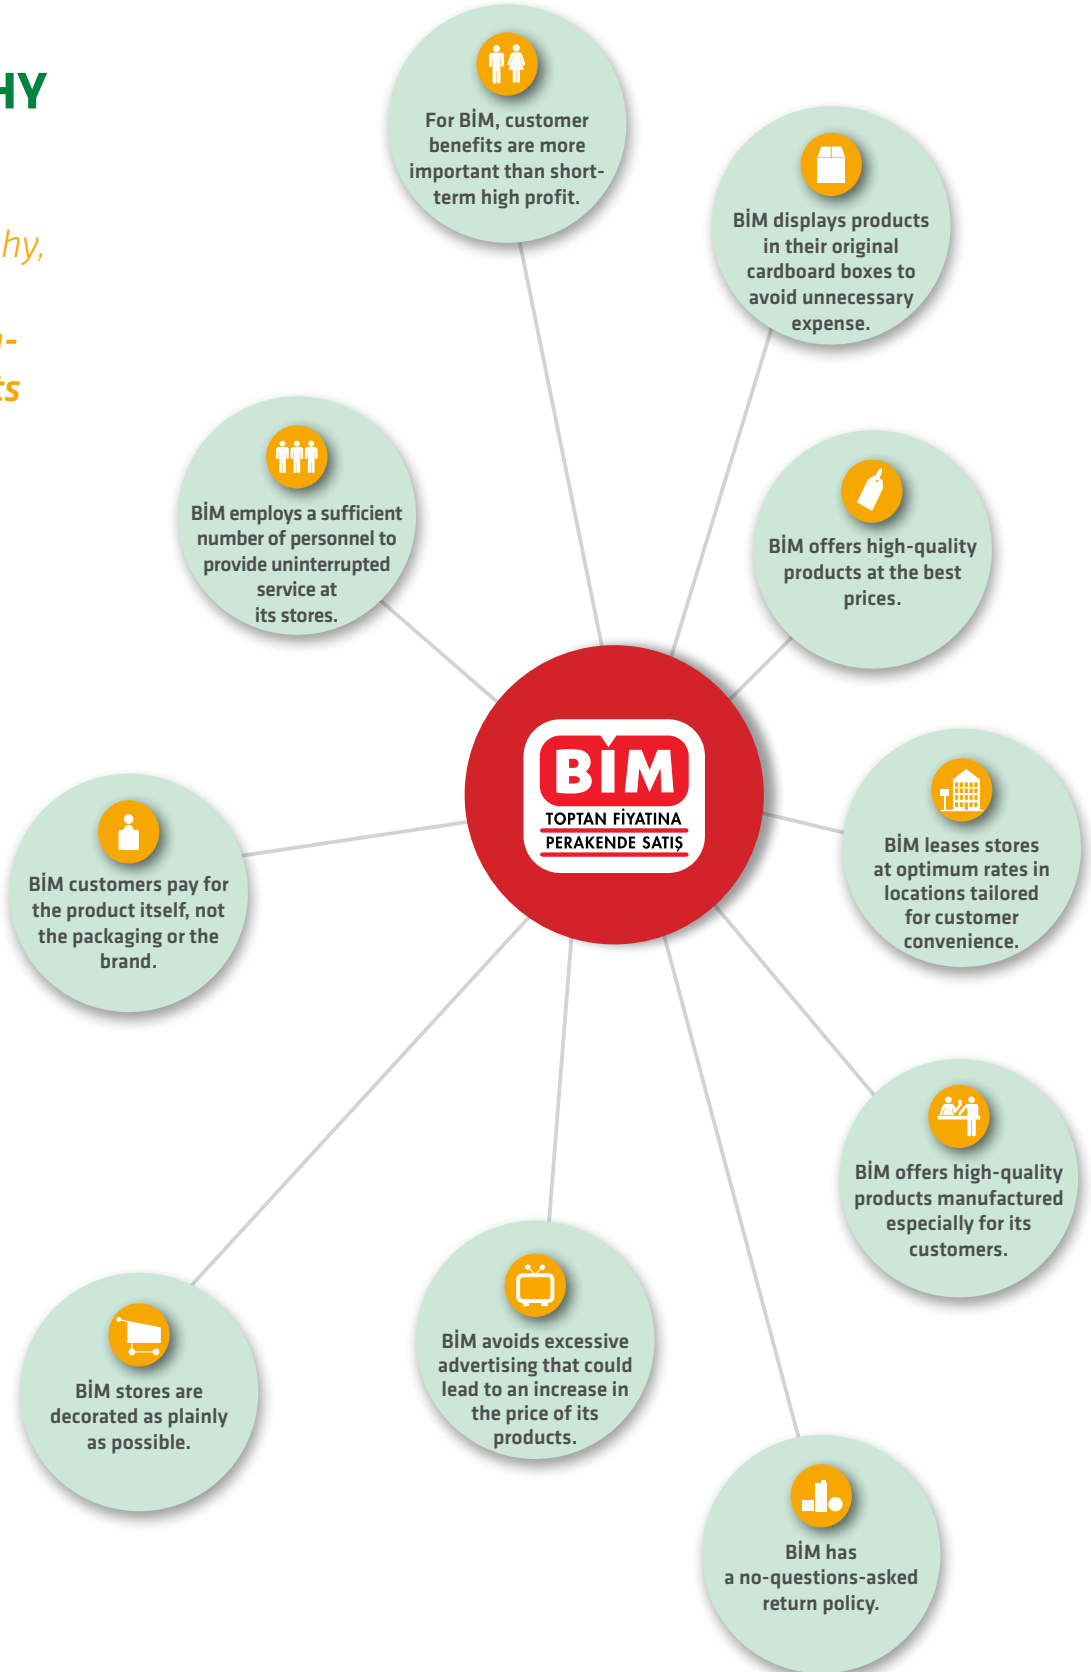 HY
hy,
-
ts
For BİM, customer
benefits are more
important than short-
term high profit.
BİM displays products
in their original
cardboard boxes to
avoid unnecessary
expense.
BİM employs a sufficient
number of personnel to
provide uninterrupted
service at
its stores.
BİM offers high-quality
products at the best
prices.
BİM
TOPTAN FİYATINA
PERAKENDE SATIŞ
BİM leases stores
at optimum rates in
locations tailored
for customer
convenience.
BİM customers pay for
the product itself, not
the packaging or the
brand.
BİM offers high-quality
products manufactured
especially for its
customers.
BİM avoids excessive
advertising that could
lead to an increase in
the price of its
products.
BİM stores are
decorated as plainly
as possible.
BİM has
a no-questions-asked
return policy.